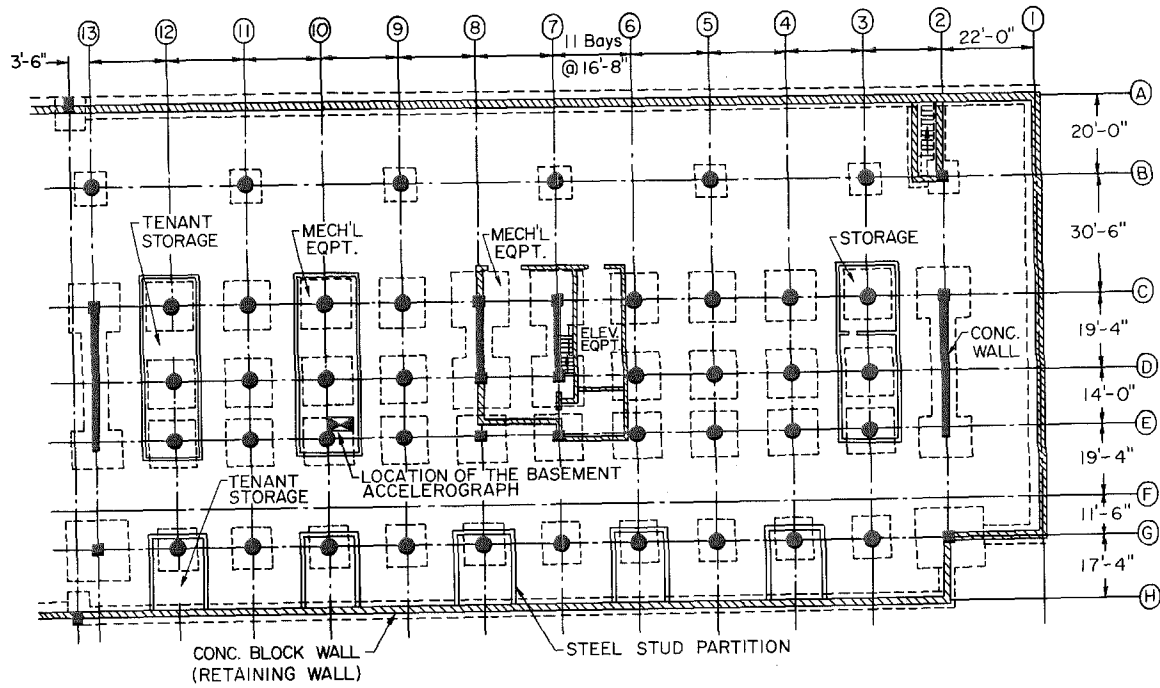 13 12 11 10 9 8 7 6 5 4 3 2 1
3'-6"
11 Bays
@ 16'-8"
22'-0"
A
20'-0"
B
30'-6"
TENANT
STORAGE
MECH'L
EQPT.
MECH'L
EQPT.
STORAGE
C
19'-4"
ELEV.
EQPT.
CONC.
WALL
D
14'-0"
E
LOCATION OF THE BASEMENT
ACCELEROGRAPH
19'-4"
TENANT
STORAGE
F
11'-6"
G
17'-4"
H
CONC. BLOCK WALL
(RETAINING WALL)
STEEL STUD PARTITION